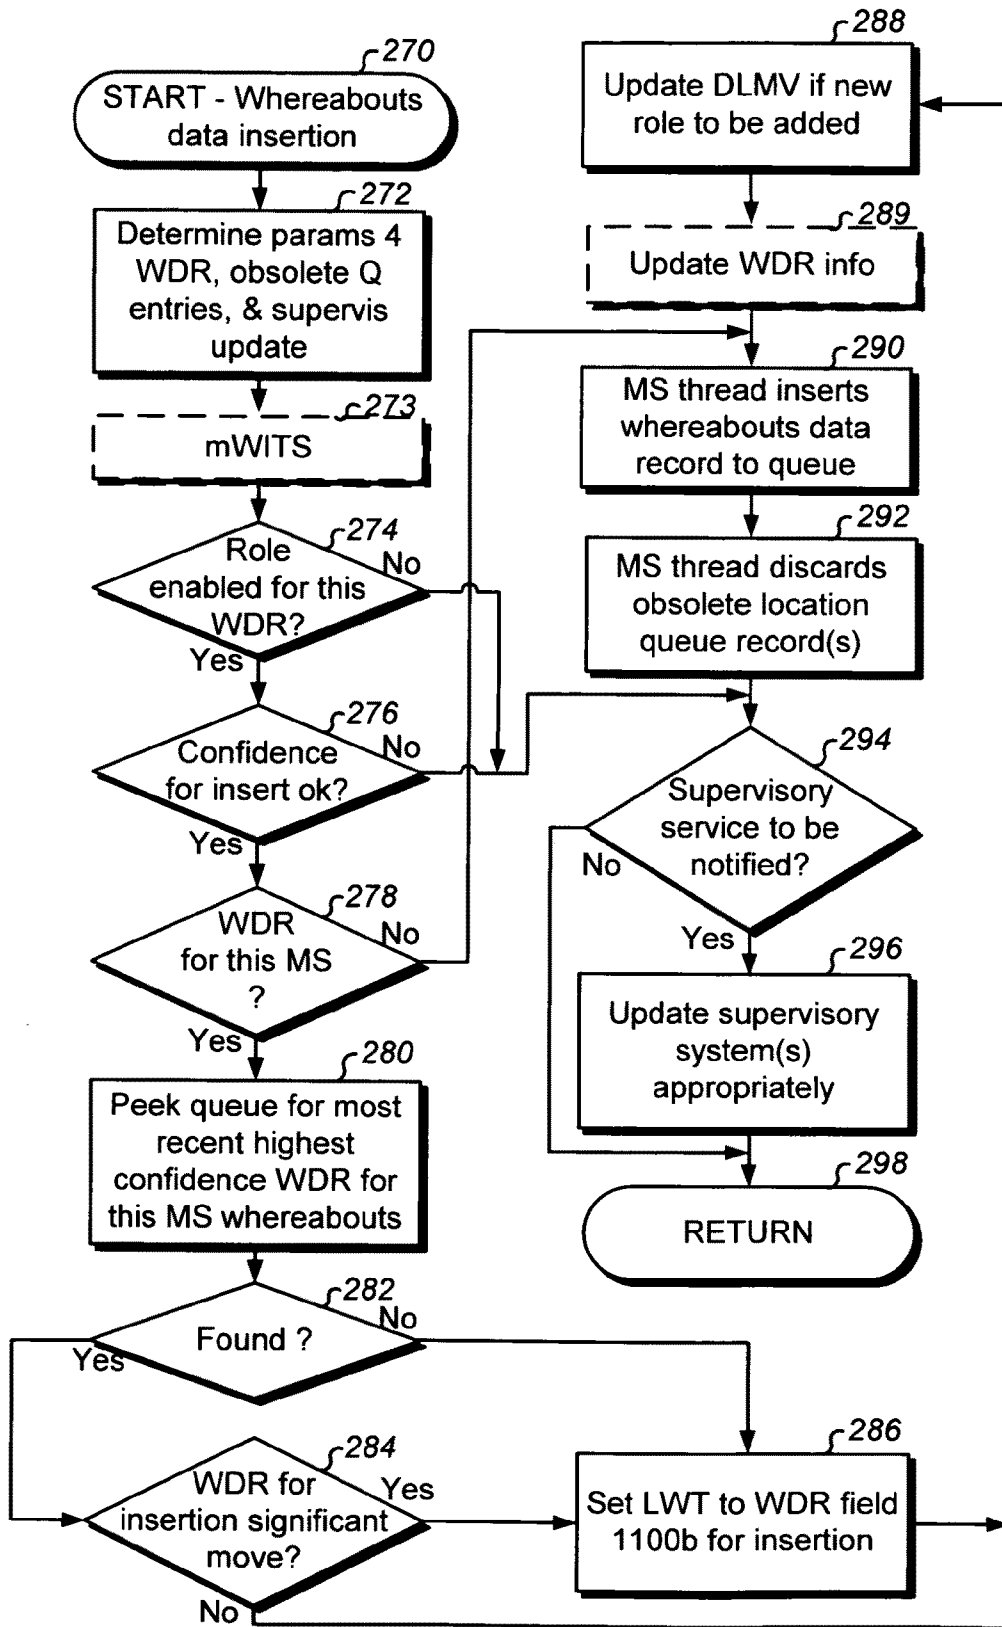 270
START - Whereabouts
data insertion
272
Determine params 4
WDR, obsolete Q
entries, & supervis
update
273
mWITS
274
Role
enabled for this
WDR?
No
Yes
276
Confidence
for insert ok?
No
Yes
278
WDR
for this MS
?
No
Yes
280
Peek queue for most
recent highest
confidence WDR for
this MS whereabouts
282
Found ?
No
Yes
284
WDR for
insertion significant
move?
Yes
No
286
Set LWT to WDR field
1100b for insertion
288
Update DLMV if new
role to be added
289
Update WDR info
290
MS thread inserts
whereabouts data
record to queue
292
MS thread discards
obsolete location
queue record(s)
294
Supervisory
service to be
notified?
No
Yes
296
Update supervisory
system(s)
appropriately
298
RETURN